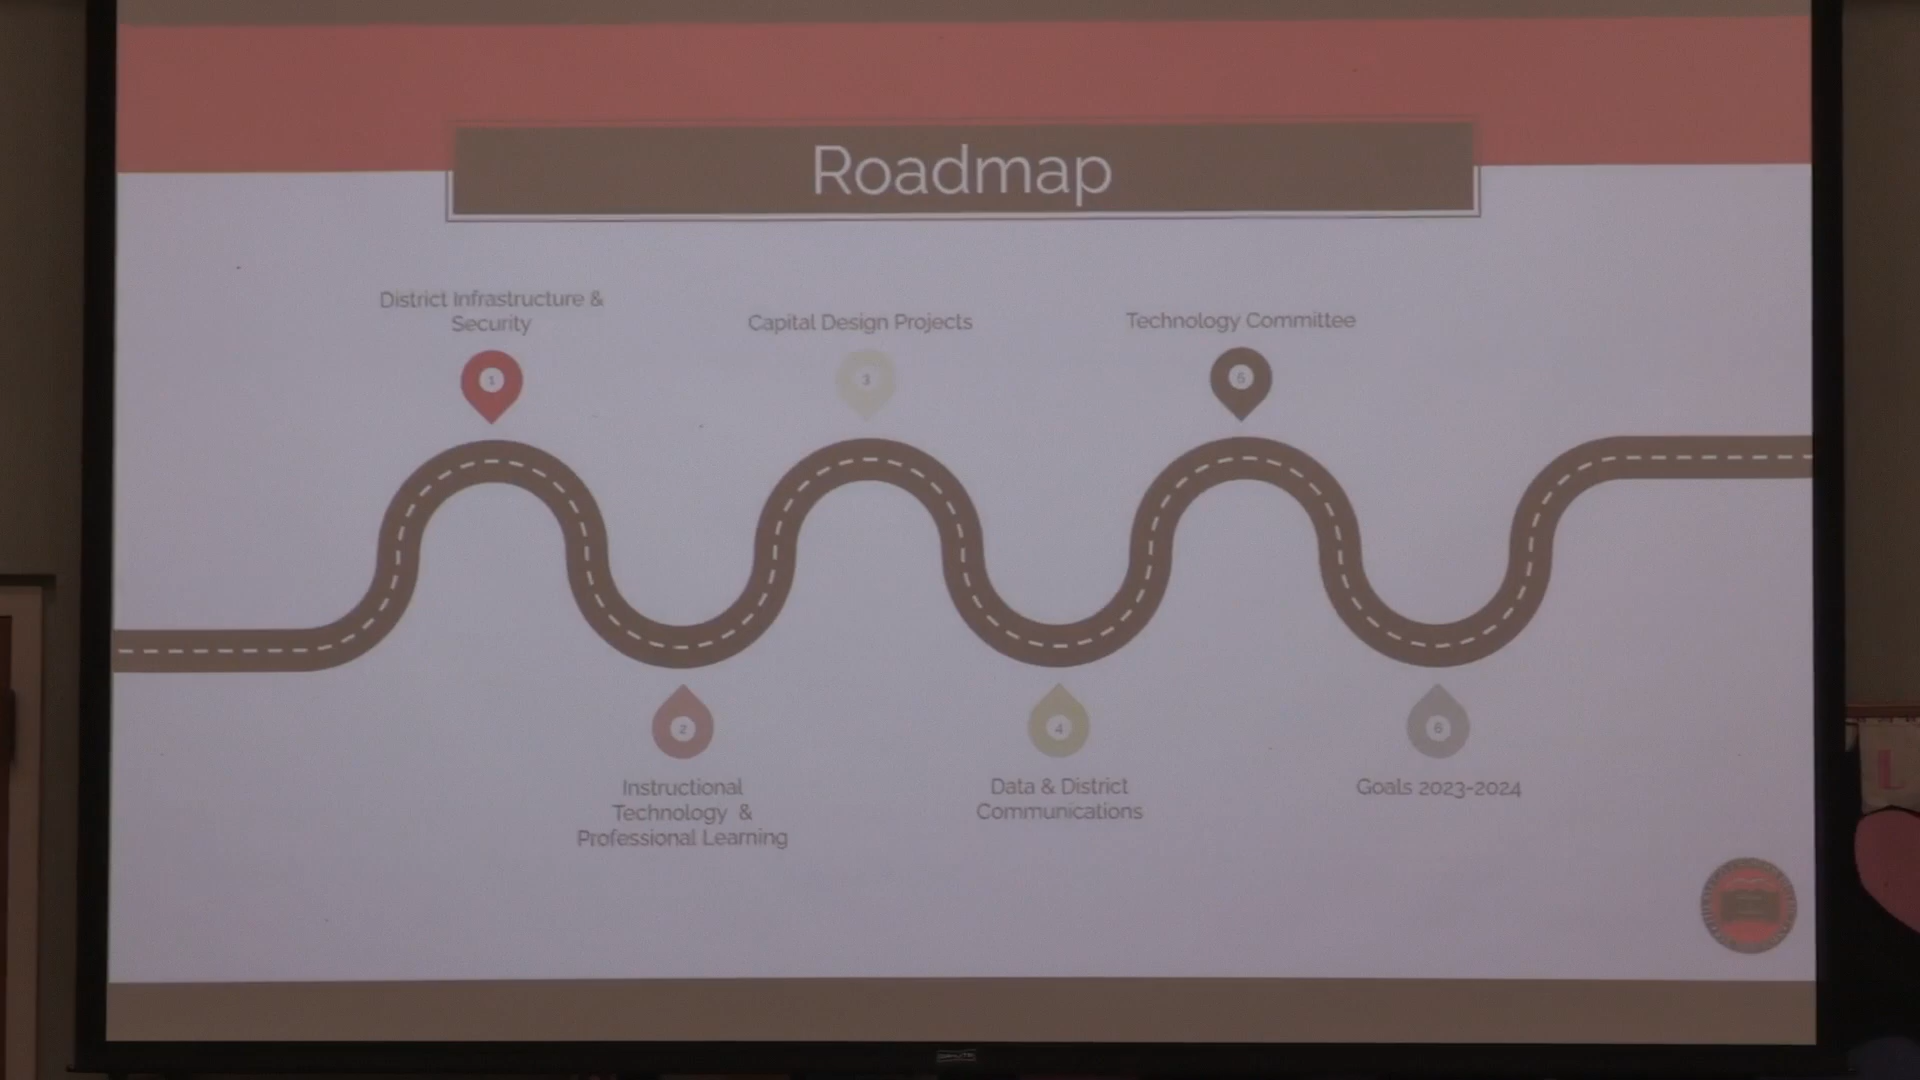 Roadmap
District Infrastructure &
Security
1
Capital Design Projects
3
Technology Committee
5
2
Instructional
Technology &
Professional Learning
4
Data & District
Communications
6
Goals 2023-2024
L